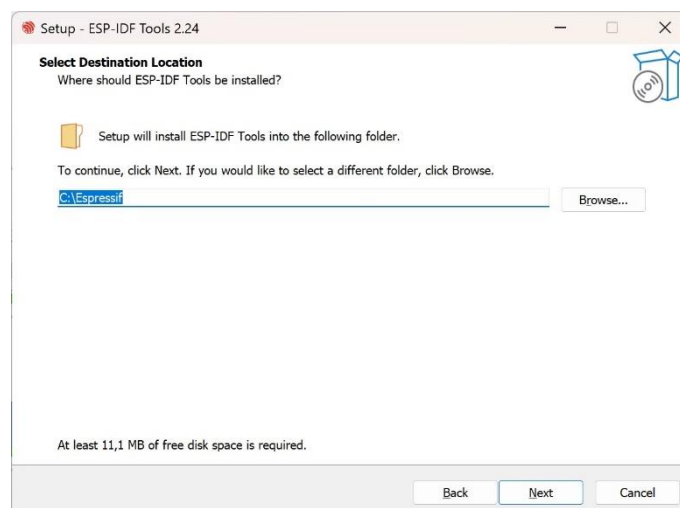 Setup - ESP-IDF Tools 2.24
Select Destination Location
Where should ESP-IDF Tools be installed?
Setup will install ESP-IDF Tools into the following folder.
To continue, click Next. If you would like to select a different folder, click Browse.
C:\Espressif
Browse...
At least 11,1 MB of free disk space is required.
Back Next Cancel